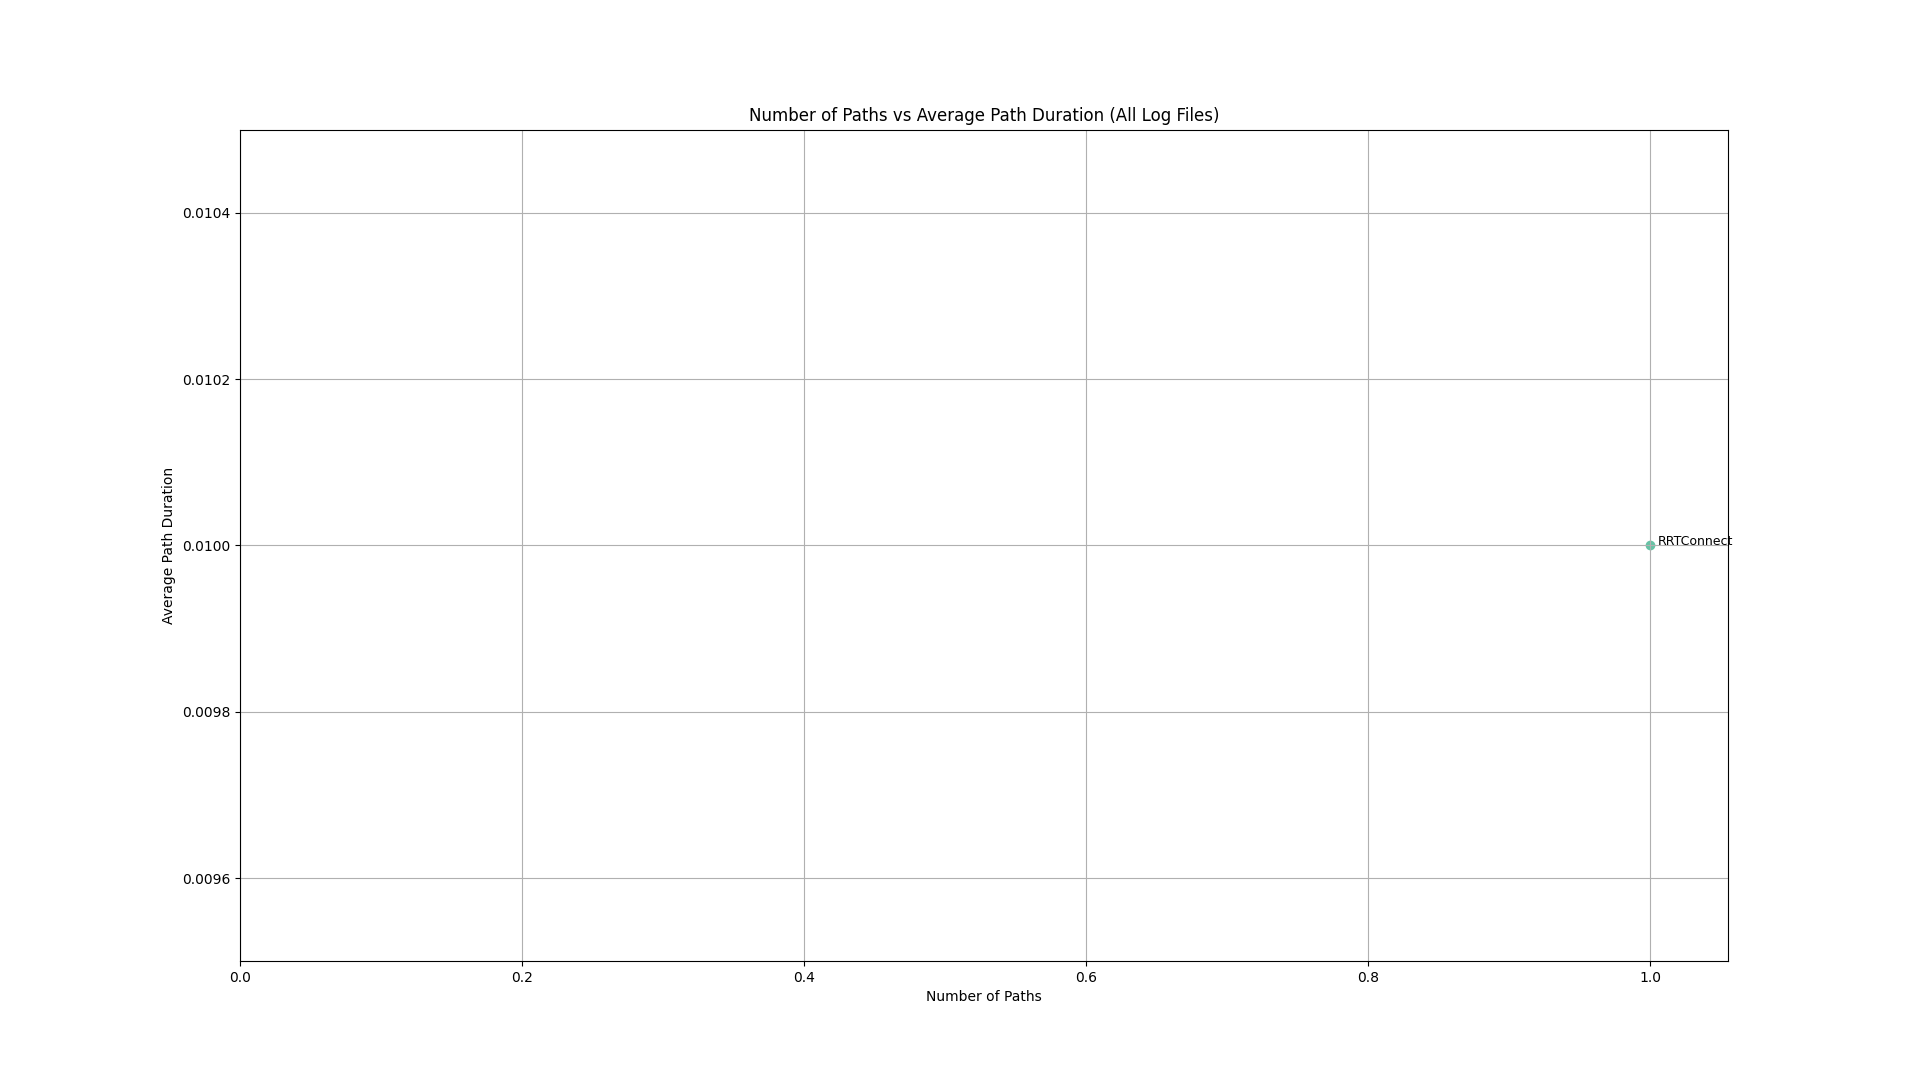 Number of Paths vs Average Path Duration (All Log Files)
0.0104
0.0102
0.0100
0.0098
0.0096
Average Path Duration
RRTConnect
0.0 0.2 0.4 0.6 0.8 1.0
Number of Paths